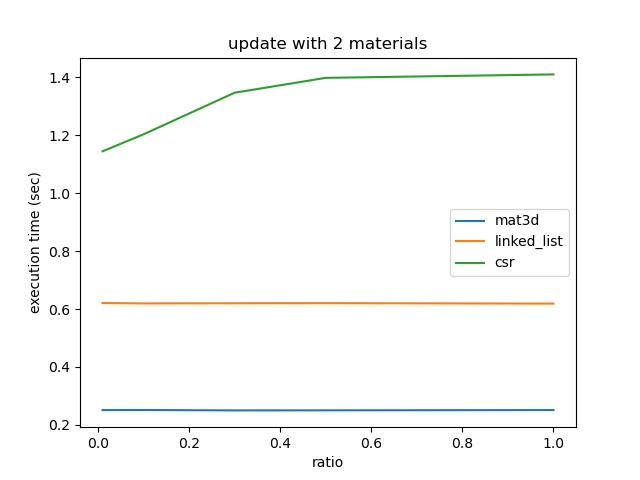 update with 2 materials
1.4
1.2
1.0
0.8
0.6
0.4
0.2
execution time (sec)
mat3d
linked_list
csr
0.0 0.2 0.4 0.6 0.8 1.0
ratio